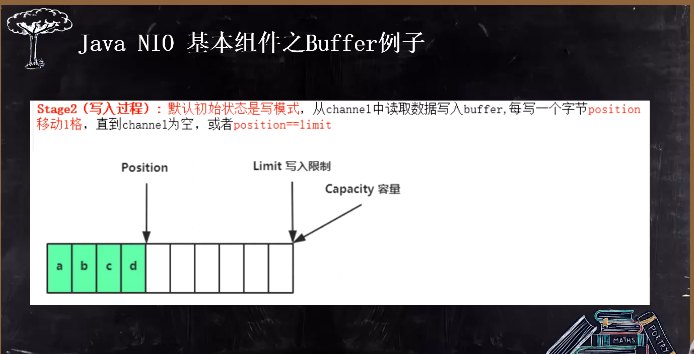 Java NIO 基本组件之Buffer例子
Stage2（写入过程）: 默认初始状态是写模式，从channel中读取数据写入buffer,每写一个字节position
移动1格，直到channel为空，或者position==limit
Position
Limit 写入限制
Capacity 容量
a b c d
MATHS
POETRY